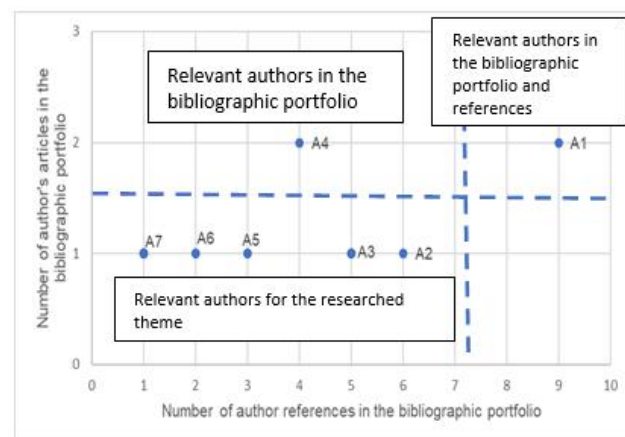 3
Relevant authors in
the bibliographic
portfolio and
references
Relevant authors in the
bibliographic portfolio
Number of author's articles in the
bibliographic portfolio
2
A4
A1
1
A7
A6
A5
A3
A2
Relevant authors for the researched
theme
0
0 1 2 3 4 5 6 7 8 9 10
Number of author references in the bibliographic portfolio